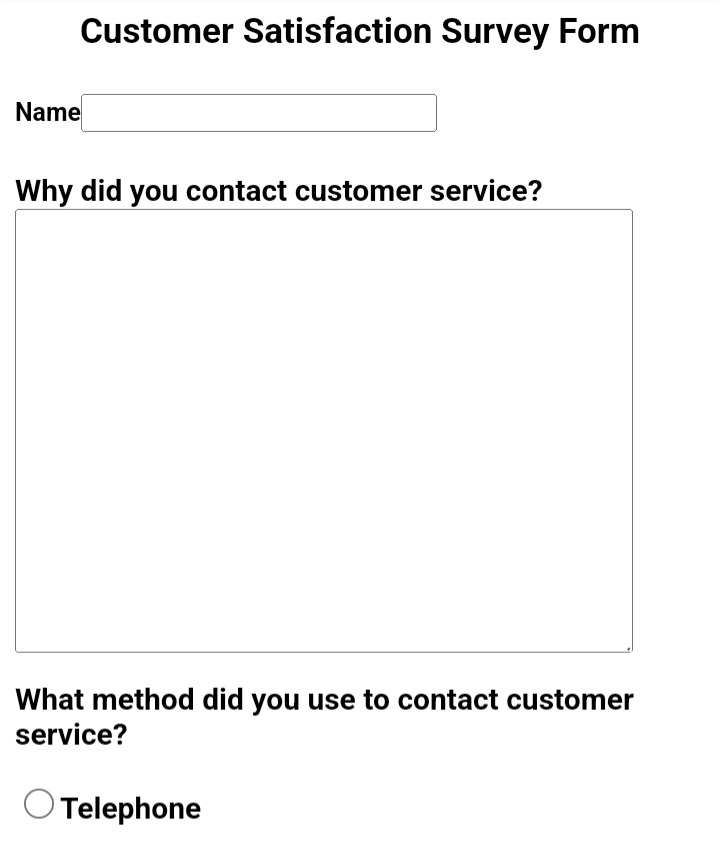 Customer Satisfaction Survey Form
Name
Why did you contact customer service?
What method did you use to contact customer
service?
Telephone